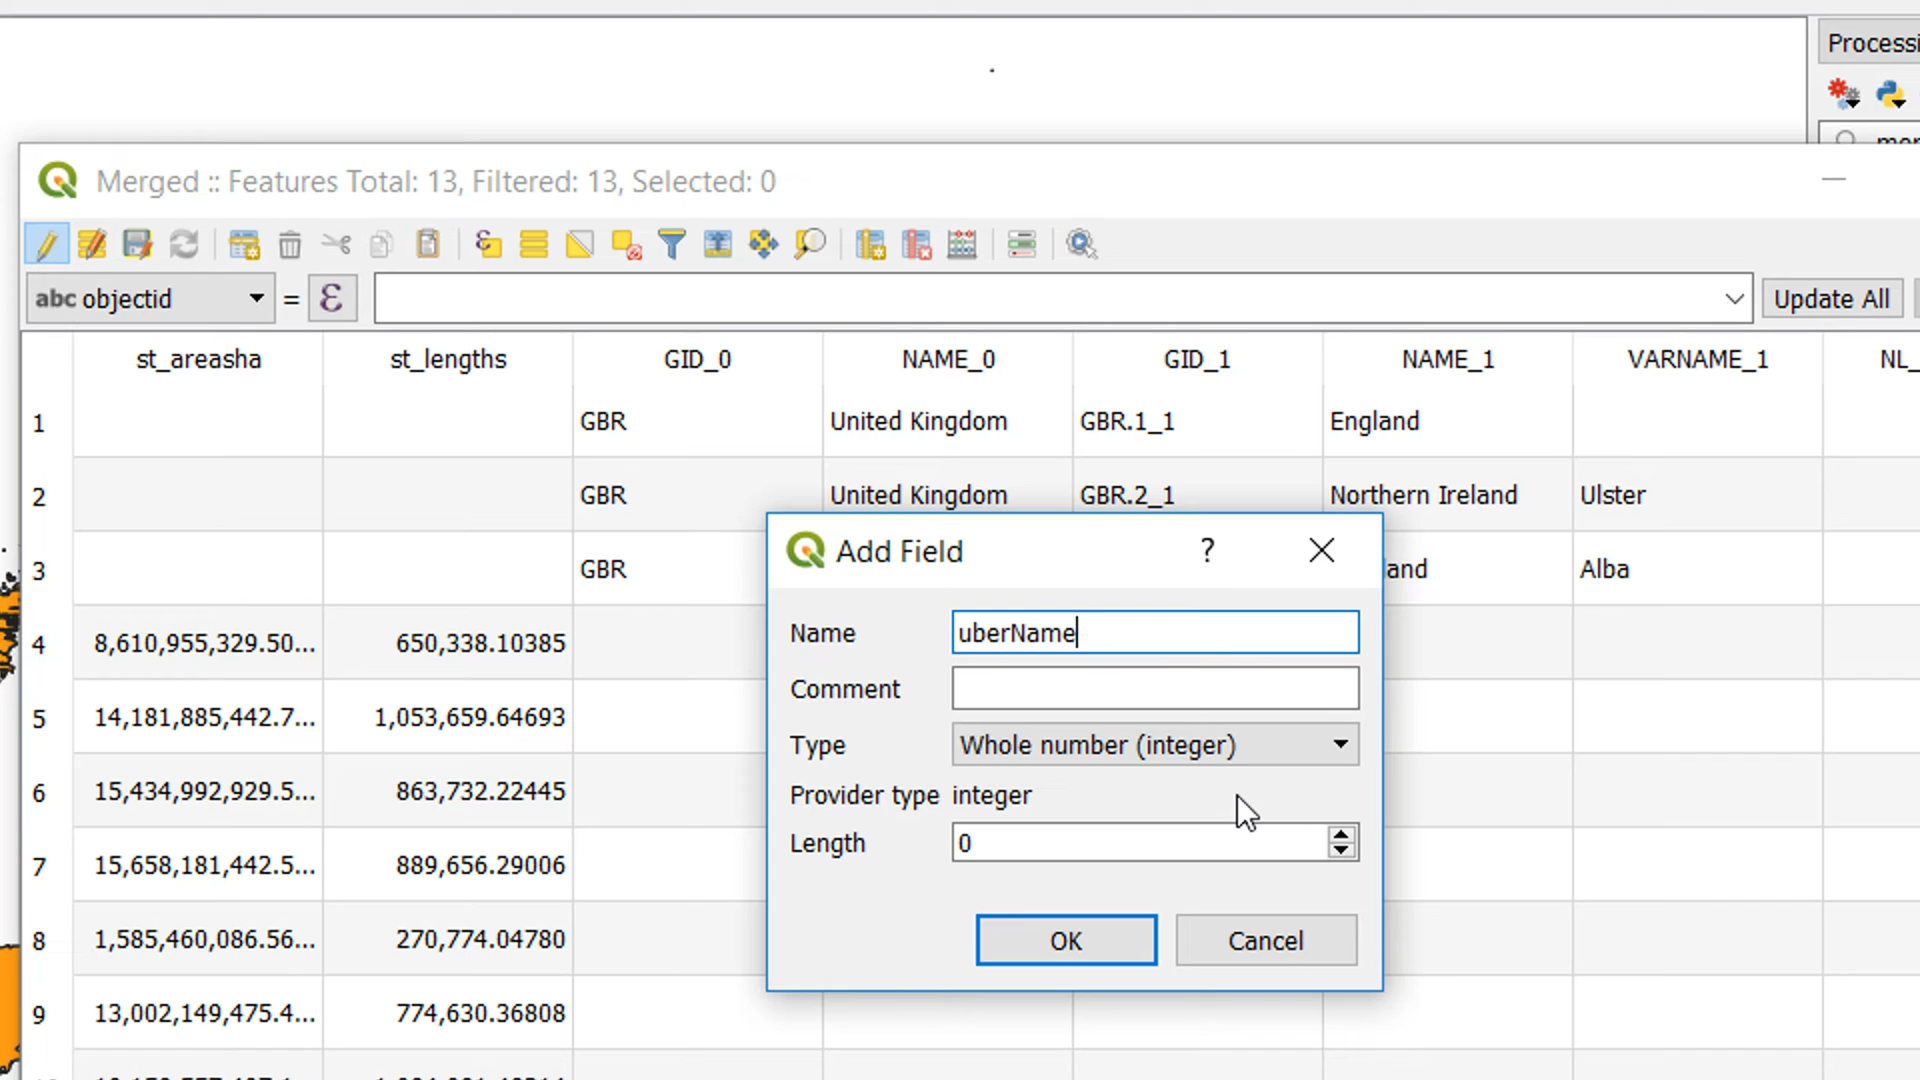 Processi
Merged :: Features Total: 13, Filtered: 13, Selected: 0
abc objectid = ε Update All
st_areasha st_lengths GID_0 NAME_0 GID_1 NAME_1 VARNAME_1 NL_
1 GBR United Kingdom GBR.1_1 England
2 GBR United Kingdom GBR.2_1 Northern Ireland Ulster
3 GBR land Alba
4 8,610,955,329.50... 650,338.10385
5 14,181,885,442.7... 1,053,659.64693
6 15,434,992,929.5... 863,732.22445
7 15,658,181,442.5... 889,656.29006
8 1,585,460,086.56... 270,774.04780
9 13,002,149,475.4... 774,630.36808
Add Field ?
Name uberName
Comment
Type Whole number (integer)
Provider type integer
Length 0
OK Cancel